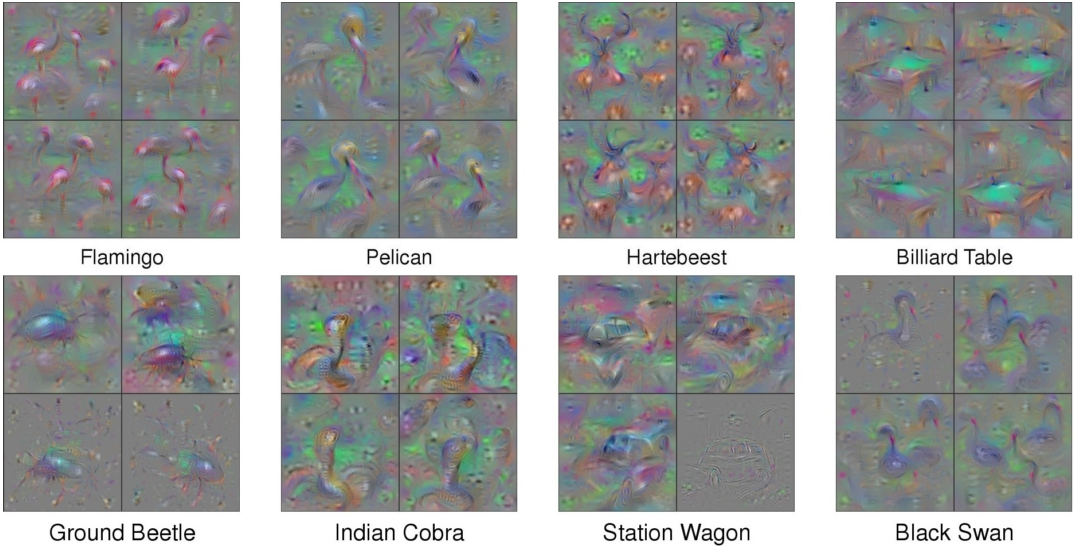 Flamingo
Pelican
Hartebeest
Billiard Table
Ground Beetle
Indian Cobra
Station Wagon
Black Swan